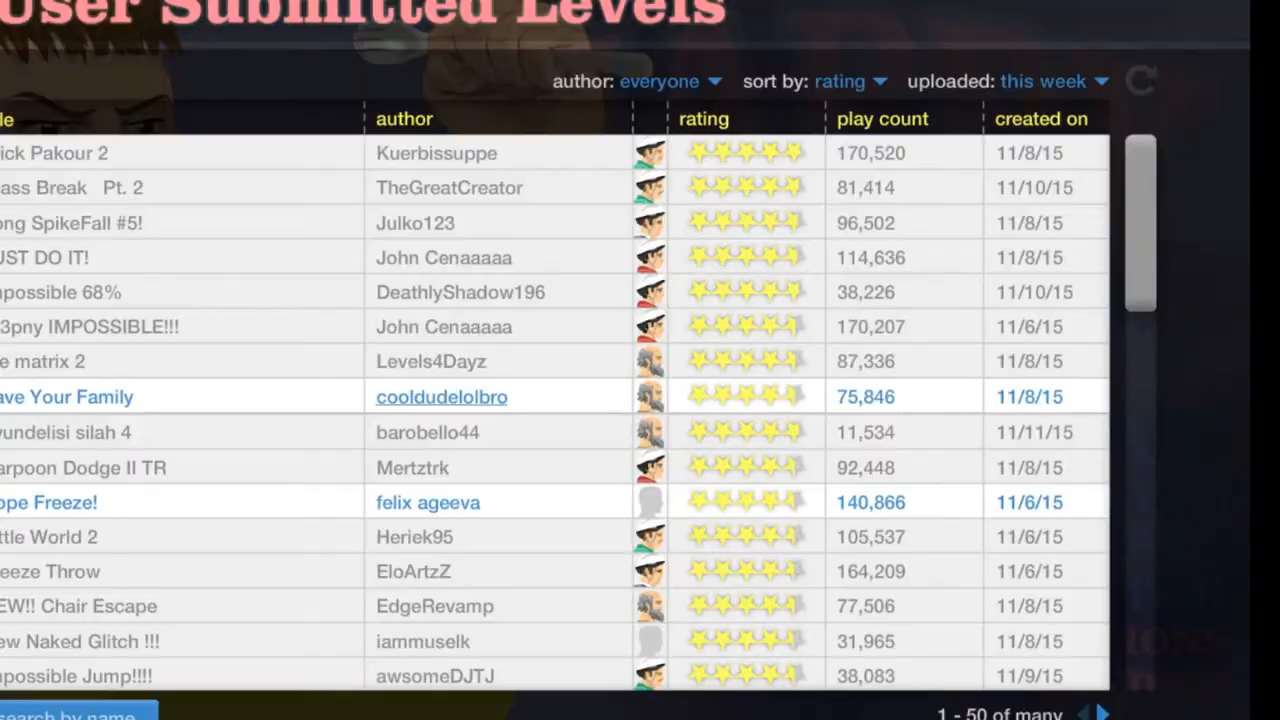 User Submitted Levels
author: everyone sort by: rating uploaded: this week
le author rating play count created on
ick Pakour 2 Kuerbissuppe 170,520 11/8/15
ass Break Pt. 2 TheGreatCreator 81,414 11/10/15
ong SpikeFall #5! Julko123 96,502 11/8/15
UST DO IT! John Cenaaaaa 114,636 11/8/15
mpossible 68% DeathlyShadow196 38,226 11/10/15
3pny IMPOSSIBLE!!! John Cenaaaaa 170,207 11/6/15
e matrix 2 Levels4Dayz 87,336 11/8/15
ave Your Family cooldudelolbro 75,846 11/8/15
yundelisi silah 4 barobello44 11,534 11/11/15
arpoon Dodge II TR Mertztrk 92,448 11/8/15
ope Freeze! felix ageeva 140,866 11/6/15
ttle World 2 Heriek95 105,537 11/6/15
eeze Throw EloArtzZ 164,209 11/6/15
EW!! Chair Escape EdgeRevamp 77,506 11/8/15
ew Naked Glitch !!! iammuselk 31,965 11/8/15
mpossible Jump!!!! awsomeDJTJ 38,083 11/9/15
search by name 1 - 50 of many